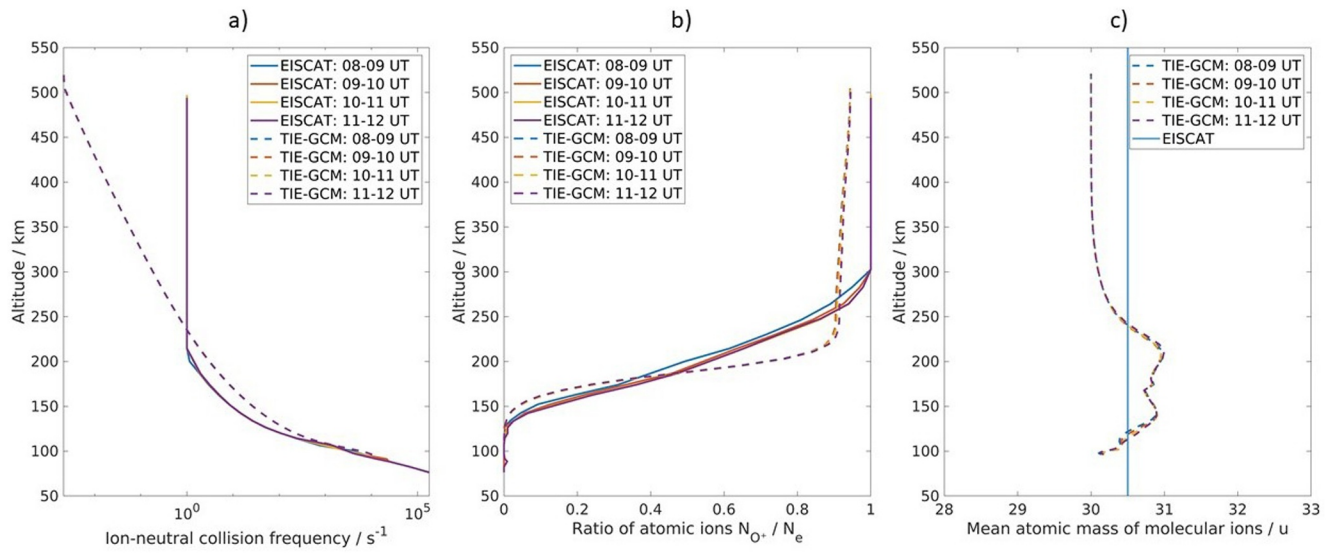 a)
550
500
450
400
350
300
250
200
150
100
50
Altitude / km
10^0
10^5
Ion-neutral collision frequency / s^-1
EISCAT: 08-09 UT
EISCAT: 09-10 UT
EISCAT: 10-11 UT
EISCAT: 11-12 UT
TIE-GCM: 08-09 UT
TIE-GCM: 09-10 UT
TIE-GCM: 10-11 UT
TIE-GCM: 11-12 UT
b)
550
500
450
400
350
300
250
200
150
100
50
Altitude / km
0
0.2
0.4
0.6
0.8
1
Ratio of atomic ions N_O+ / N_e
EISCAT: 08-09 UT
EISCAT: 09-10 UT
EISCAT: 10-11 UT
EISCAT: 11-12 UT
TIE-GCM: 08-09 UT
TIE-GCM: 09-10 UT
TIE-GCM: 10-11 UT
TIE-GCM: 11-12 UT
c)
550
500
450
400
350
300
250
200
150
100
50
Altitude / km
28
29
30
31
32
33
Mean atomic mass of molecular ions / u
TIE-GCM: 08-09 UT
TIE-GCM: 09-10 UT
TIE-GCM: 10-11 UT
TIE-GCM: 11-12 UT
EISCAT